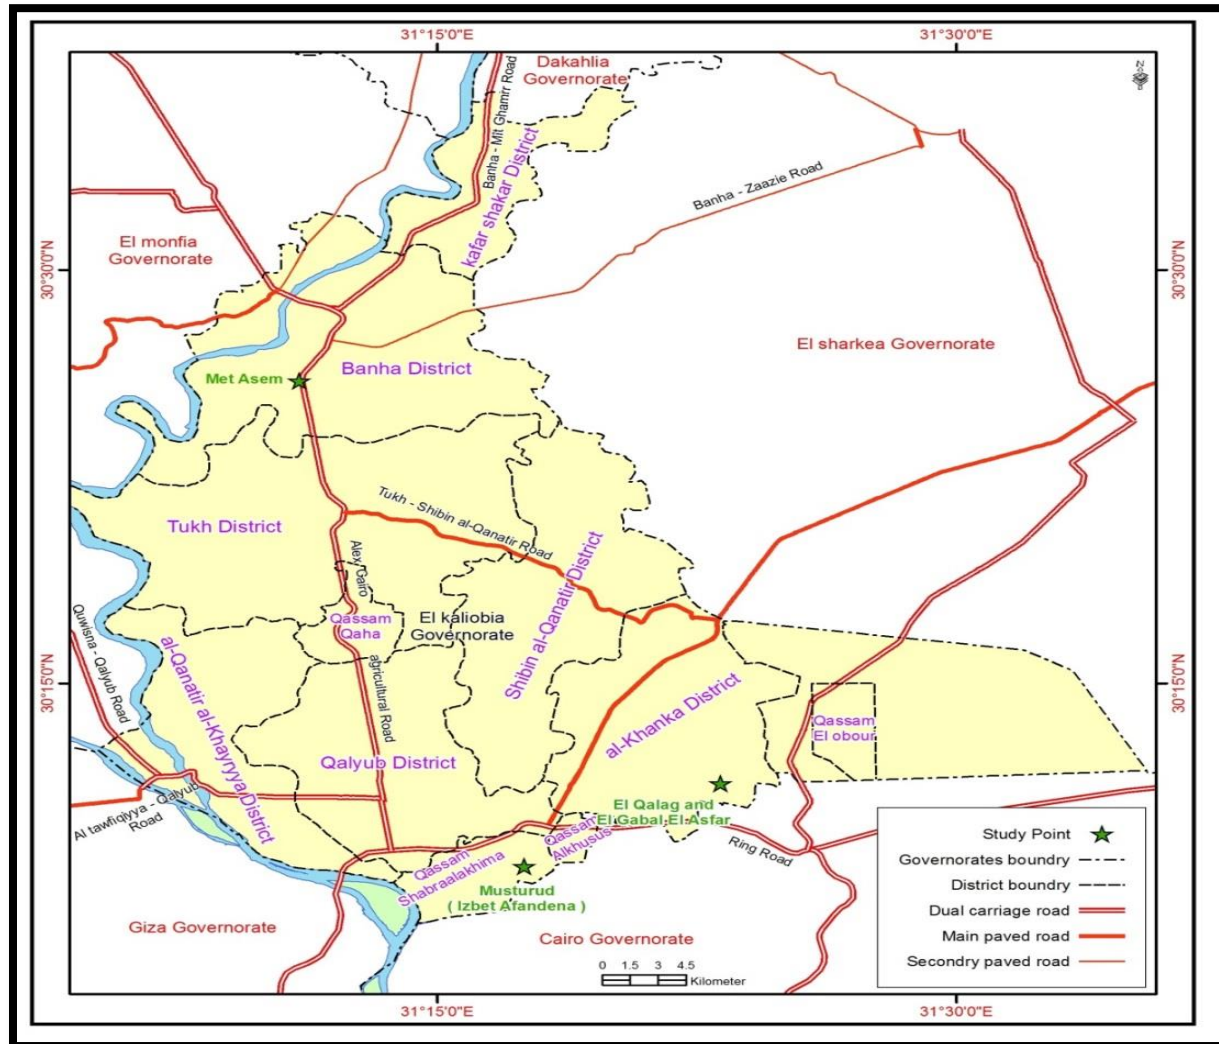 31°15'0"E
31°30'0"E
Dakahlia
Governorate
Banha - Mit Ghamrr Road
kafar shakar District
Banha - Zaazie Road
El monfia
Governorate
30°30'0"N
30°30'0"N
El sharkea Governorate
Met Asem
Banha District
Tukh - Shibin al-Qanatir Road
Tukh District
Alex Cairo
agricultural Road
Shibin al-Qanatir District
Qassam
Qaha
El kaliobia
Governorate
Quwisna - Qalyub Road
al-Qanatir al-Khayryya District
30°15'0"N
30°15'0"N
al-Khanka District
Qassam
El obour
Qalyub District
Al tawfiqiyya - Qalyub
Road
El Qalag and
El Gabal El Asfar
Qassam
Alkhusus
Ring Road
Qassam
Shabraalakhima
Musturud
( Izbet Afandena )
Giza Governorate
Cairo Governorate
0 1.5 3 4.5
Kilometer
Study Point
Governorates boundry
District boundry
Dual carriage road
Main paved road
Secondry paved road
31°15'0"E
31°30'0"E